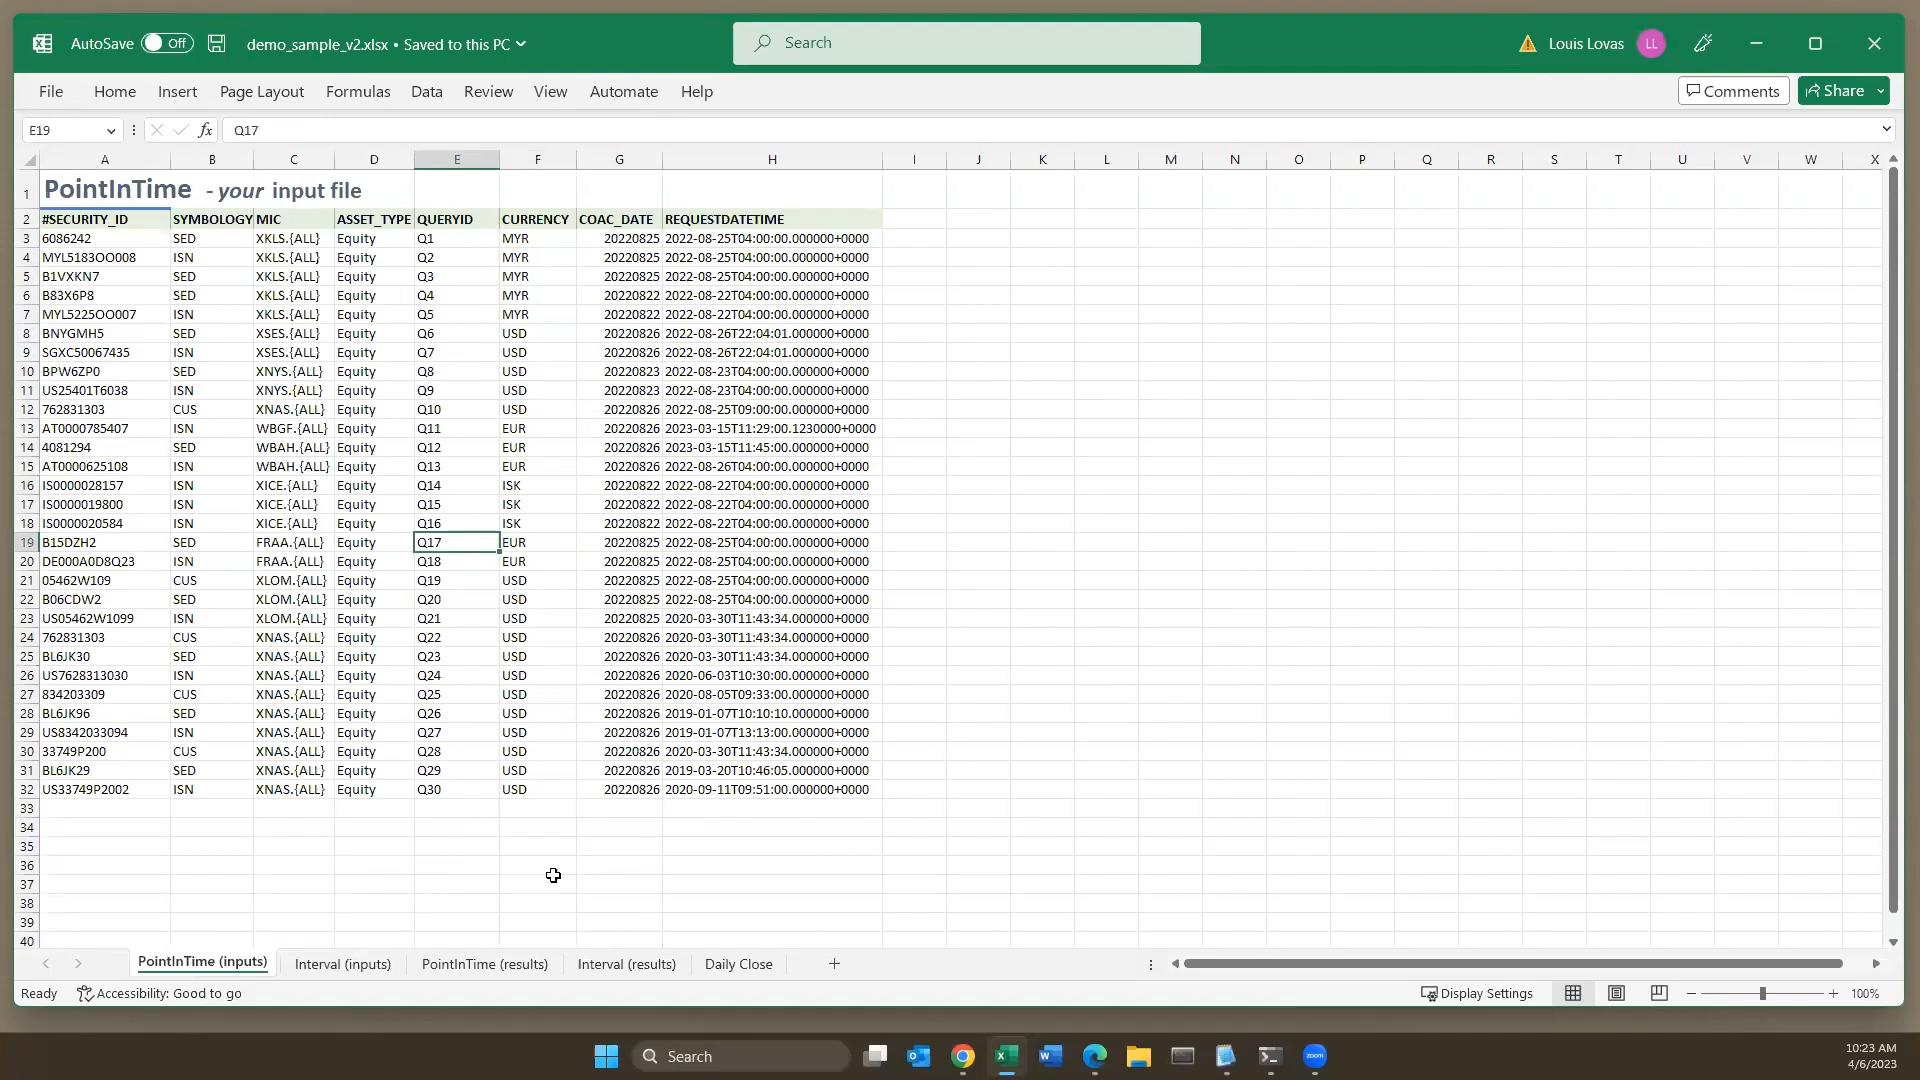 AutoSave Off demo_sample_v2.xlsx • Saved to this PC Search Louis Lovas LL
File Home Insert Page Layout Formulas Data Review View Automate Help Comments Share
E19 fx Q17
A B C D E F G H I J K L M N O P Q R S T U V W X
1 PointInTime - your input file
2 #SECURITY_ID SYMBOLOGY MIC ASSET_TYPE QUERYID CURRENCY COAC_DATE REQUESTDATETIME
3 6086242 SED XKLS.{ALL} Equity Q1 MYR 20220825 2022-08-25T04:00:00.000000+0000
4 MYL5183OO008 ISN XKLS.{ALL} Equity Q2 MYR 20220825 2022-08-25T04:00:00.000000+0000
5 B1VXKN7 SED XKLS.{ALL} Equity Q3 MYR 20220825 2022-08-25T04:00:00.000000+0000
6 B83X6P8 SED XKLS.{ALL} Equity Q4 MYR 20220822 2022-08-22T04:00:00.000000+0000
7 MYL5225OO007 ISN XKLS.{ALL} Equity Q5 MYR 20220822 2022-08-22T04:00:00.000000+0000
8 BNYGMH5 SED XSES.{ALL} Equity Q6 USD 20220826 2022-08-26T22:04:01.000000+0000
9 SGXC50067435 ISN XSES.{ALL} Equity Q7 USD 20220826 2022-08-26T22:04:01.000000+0000
10 BPW6ZP0 SED XNYS.{ALL} Equity Q8 USD 20220823 2022-08-23T04:00:00.000000+0000
11 US25401T6038 ISN XNYS.{ALL} Equity Q9 USD 20220823 2022-08-23T04:00:00.000000+0000
12 762831303 CUS XNAS.{ALL} Equity Q10 USD 20220826 2022-08-25T09:00:00.000000+0000
13 AT0000785407 ISN WBGF.{ALL} Equity Q11 EUR 20220826 2023-03-15T11:29:00.1230000+0000
14 4081294 SED WBAH.{ALL} Equity Q12 EUR 20220826 2023-03-15T11:45:00.000000+0000
15 AT0000625108 ISN WBAH.{ALL} Equity Q13 EUR 20220826 2022-08-26T04:00:00.000000+0000
16 IS0000028157 ISN XICE.{ALL} Equity Q14 ISK 20220822 2022-08-22T04:00:00.000000+0000
17 IS0000019800 ISN XICE.{ALL} Equity Q15 ISK 20220822 2022-08-22T04:00:00.000000+0000
18 IS0000020584 ISN XICE.{ALL} Equity Q16 ISK 20220822 2022-08-22T04:00:00.000000+0000
19 B15DZH2 SED FRAA.{ALL} Equity Q17 EUR 20220825 2022-08-25T04:00:00.000000+0000
20 DE000A0D8Q23 ISN FRAA.{ALL} Equity Q18 EUR 20220825 2022-08-25T04:00:00.000000+0000
21 05462W109 CUS XLOM.{ALL} Equity Q19 USD 20220825 2022-08-25T04:00:00.000000+0000
22 B06CDW2 SED XLOM.{ALL} Equity Q20 USD 20220825 2022-08-25T04:00:00.000000+0000
23 US05462W1099 ISN XLOM.{ALL} Equity Q21 USD 20220825 2020-03-30T11:43:34.000000+0000
24 762831303 CUS XNAS.{ALL} Equity Q22 USD 20220826 2020-03-30T11:43:34.000000+0000
25 BL6JK30 SED XNAS.{ALL} Equity Q23 USD 20220826 2020-03-30T11:43:34.000000+0000
26 US7628313030 ISN XNAS.{ALL} Equity Q24 USD 20220826 2020-06-03T10:30:00.000000+0000
27 834203309 CUS XNAS.{ALL} Equity Q25 USD 20220826 2020-08-05T09:33:00.000000+0000
28 BL6JK96 SED XNAS.{ALL} Equity Q26 USD 20220826 2019-01-07T10:10:10.000000+0000
29 US8342033094 ISN XNAS.{ALL} Equity Q27 USD 20220826 2019-01-07T13:13:00.000000+0000
30 33749P200 CUS XNAS.{ALL} Equity Q28 USD 20220826 2020-03-30T11:43:34.000000+0000
31 BL6JK29 SED XNAS.{ALL} Equity Q29 USD 20220826 2019-03-20T10:46:05.000000+0000
32 US33749P2002 ISN XNAS.{ALL} Equity Q30 USD 20220826 2020-09-11T09:51:00.000000+0000
33
34
35
36
37
38
39
40
PointInTime (inputs) Interval (inputs) PointInTime (results) Interval (results) Daily Close
Ready Accessibility: Good to go Display Settings 100%
Search zoom 10:23 AM
4/6/2023